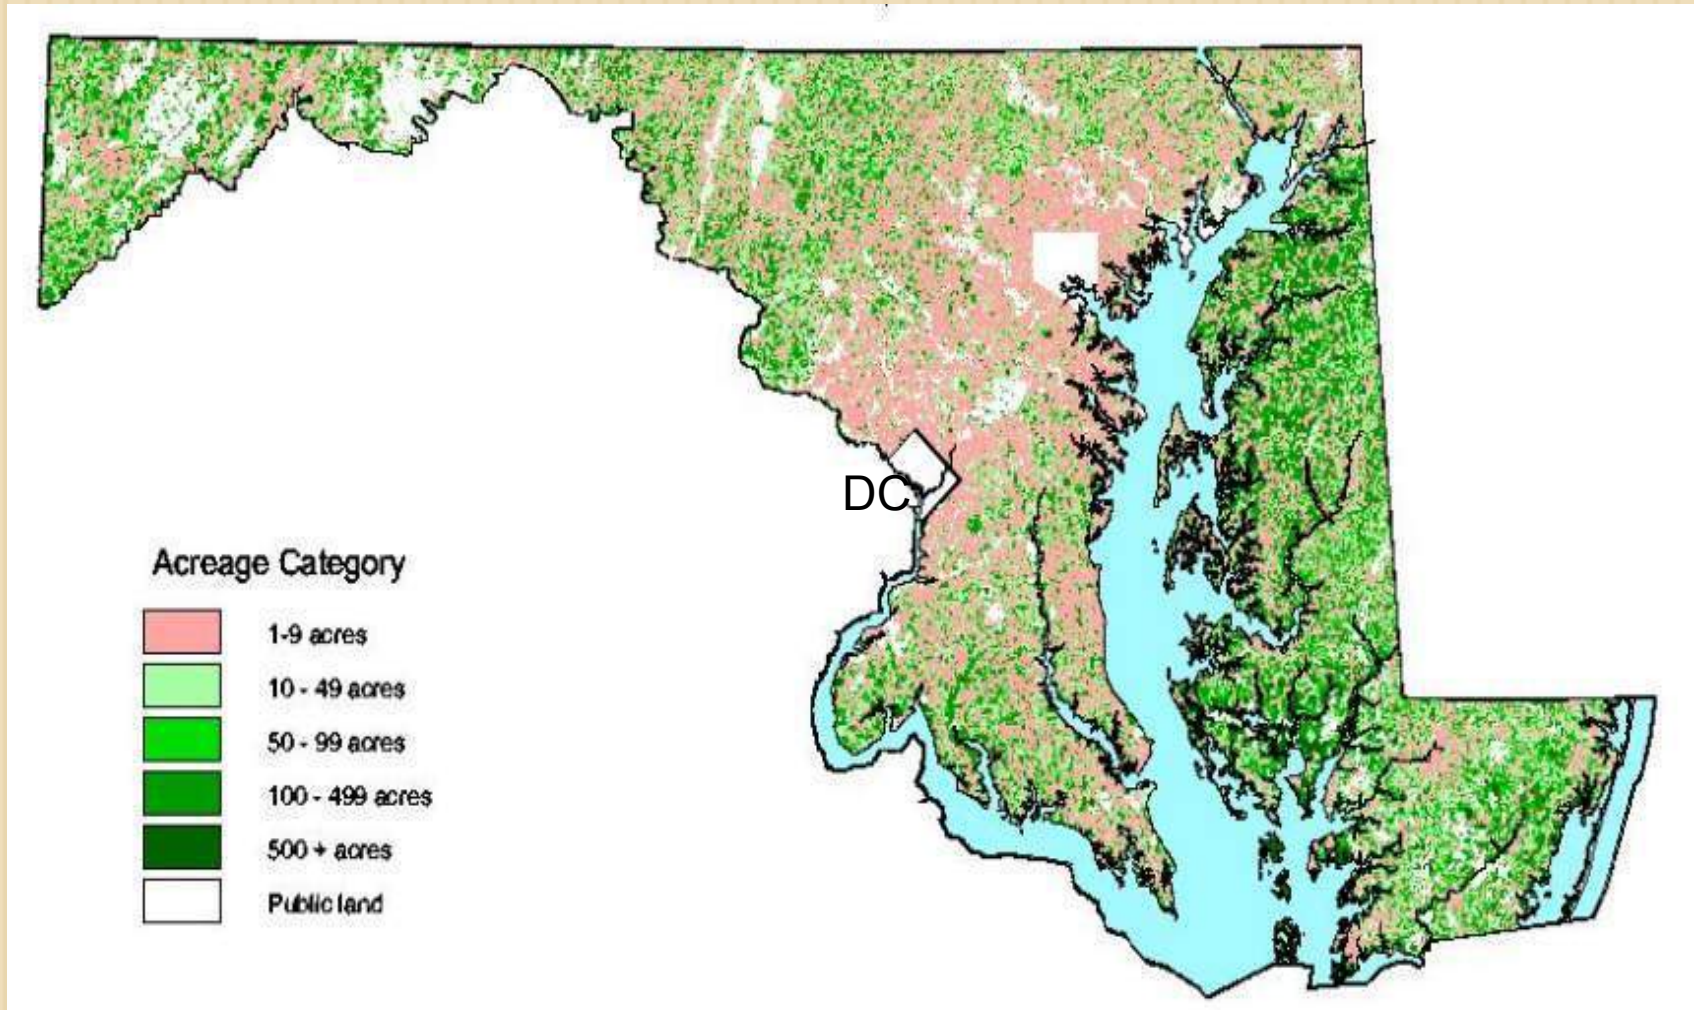 DC
Acreage Category
1-9 acres
10 - 49 acres
50 - 99 acres
100 - 499 acres
500 + acres
Public land